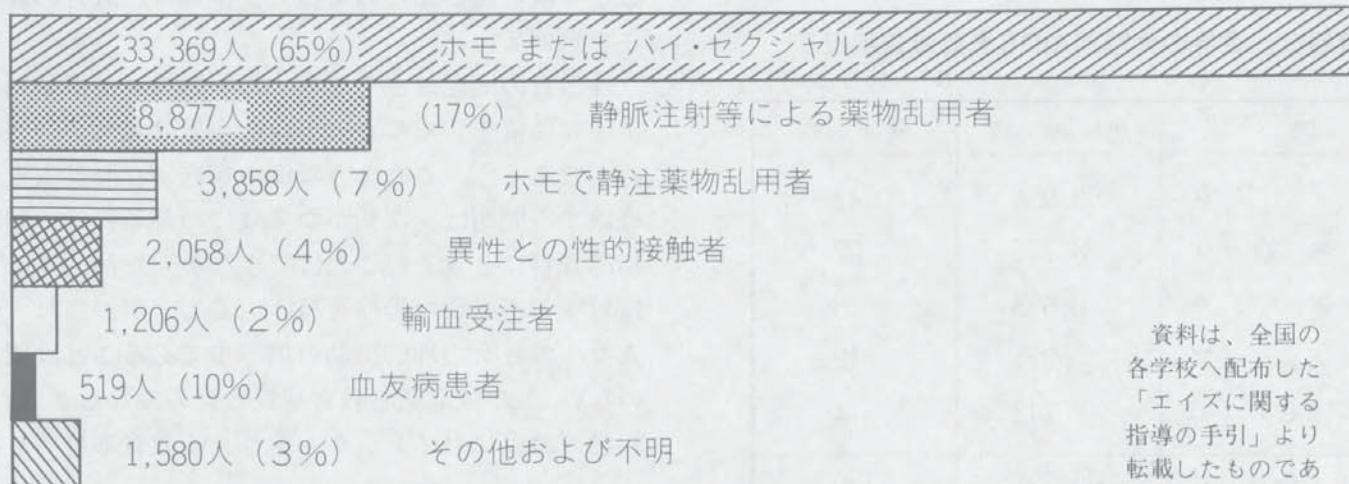 33,369人 (65%) ホモ または バイ・セクシャル
8,877人 (17%) 静脈注射等による薬物乱用者
3,858人 (7%) ホモで静注薬物乱用者
2,058人 (4%) 異性との性的接触者
1,206人 (2%) 輸血受注者
519人 (10%) 血友病患者
1,580人 (3%) その他および不明
資料は、全国の
各学校へ配布した
「エイズに関する
指導の手引」より
転載したものであ